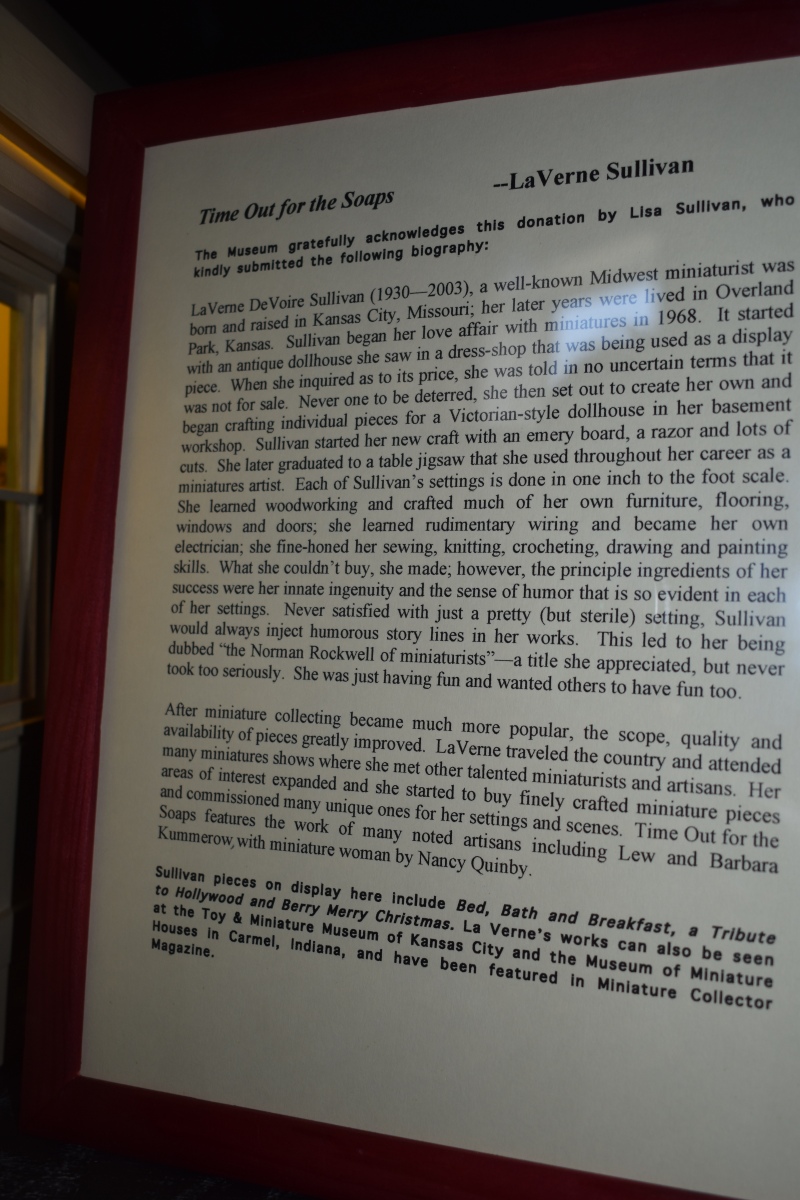 --LaVerne Sullivan
Time Out for the Soaps
The Museum gratefully acknowledges this donation by Lisa Sullivan, who
kindly submitted the following biography:
LaVerne DeVoire Sullivan (1930—2003), a well-known Midwest miniaturist was
born and raised in Kansas City, Missouri; her later years were lived in Overland
Park, Kansas. Sullivan began her love affair with miniatures in 1968. It started
with an antique dollhouse she saw in a dress-shop that was being used as a display
piece. When she inquired as to its price, she was told in no uncertain terms that it
was not for sale. Never one to be deterred, she then set out to create her own and
began crafting individual pieces for a Victorian-style dollhouse in her basement
workshop. Sullivan started her new craft with an emery board, a razor and lots of
cuts. She later graduated to a table jigsaw that she used throughout her career as a
miniatures artist. Each of Sullivan's settings is done in one inch to the foot scale.
She learned woodworking and crafted much of her own furniture, flooring,
windows and doors; she learned rudimentary wiring and became her own
electrician; she fine-honed her sewing, knitting, crocheting, drawing and painting
skills. What she couldn't buy, she made; however, the principle ingredients of her
success were her innate ingenuity and the sense of humor that is so evident in each
of her settings. Never satisfied with just a pretty (but sterile) setting, Sullivan
would always inject humorous story lines in her works. This led to her being
dubbed "the Norman Rockwell of miniaturists"—a title she appreciated, but never
took too seriously. She was just having fun and wanted others to have fun too.
After miniature collecting became much more popular, the scope, quality and
availability of pieces greatly improved. LaVerne traveled the country and attended
many miniatures shows where she met other talented miniaturists and artisans. Her
areas of interest expanded and she started to buy finely crafted miniature pieces
and commissioned many unique ones for her settings and scenes. Time Out for the
Soaps features the work of many noted artisans including Lew and Barbara
Kummerow, with miniature woman by Nancy Quinby.
Sullivan pieces on display here include Bed, Bath and Breakfast, a Tribute
to Hollywood and Berry Merry Christmas. La Verne's works can also be seen
at the Toy & Miniature Museum of Kansas City and the Museum of Miniature
Houses in Carmel, Indiana, and have been featured in Miniature Collector
Magazine.